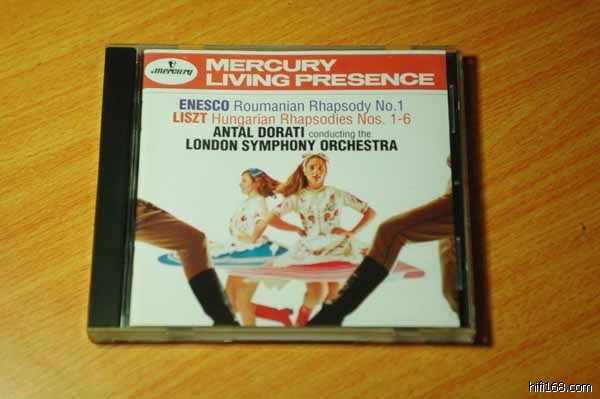 mercury
MERCURY
LIVING PRESENCE
ENESCO Roumanian Rhapsody No.1
LISZT Hungarian Rhapsodies Nos. 1-6
ANTAL DORATI conducting the
LONDON SYMPHONY ORCHESTRA
hifi168.com